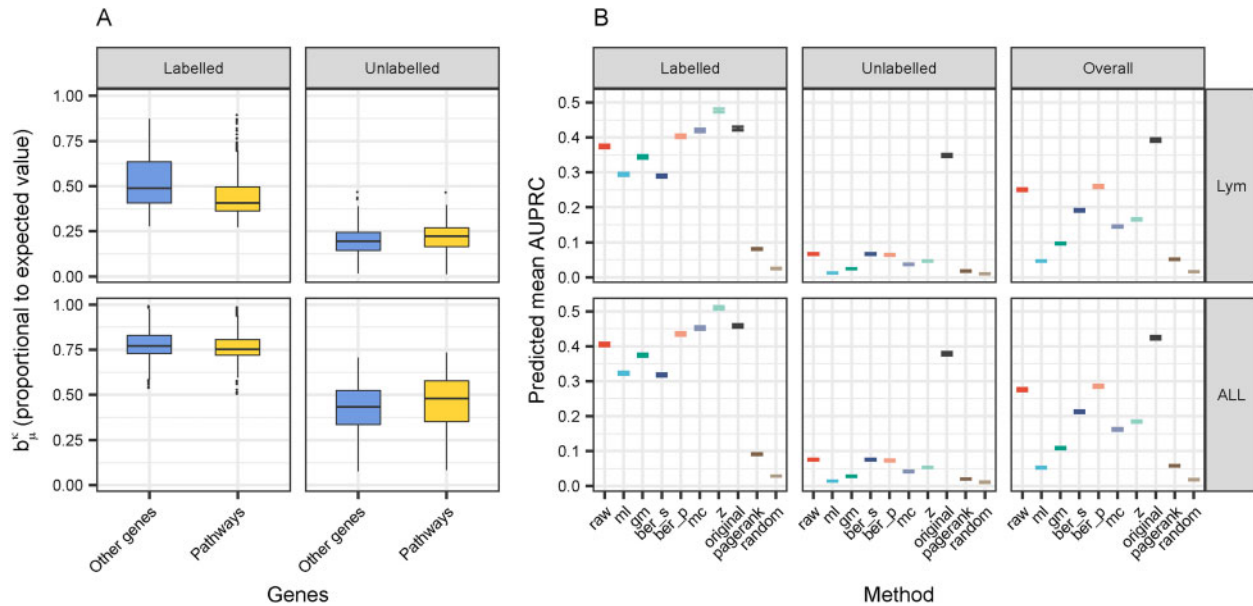 A
B
Labelled
Unlabelled
Labelled
Unlabelled
Overall
b_μ^κ (proportional to expected value)
1.00
0.75
0.50
0.25
0.00
1.00
0.75
0.50
0.25
0.00
Other genes
Pathways
Other genes
Pathways
Genes
Predicted mean AUPRC
0.5
0.4
0.3
0.2
0.1
0.0
0.5
0.4
0.3
0.2
0.1
0.0
Lym
ALL
raw
ml
gm
ber_s
ber_p
mc
z
original
pagerank
random
raw
ml
gm
ber_s
ber_p
mc
z
original
pagerank
random
raw
ml
gm
ber_s
ber_p
mc
z
original
pagerank
random
Method